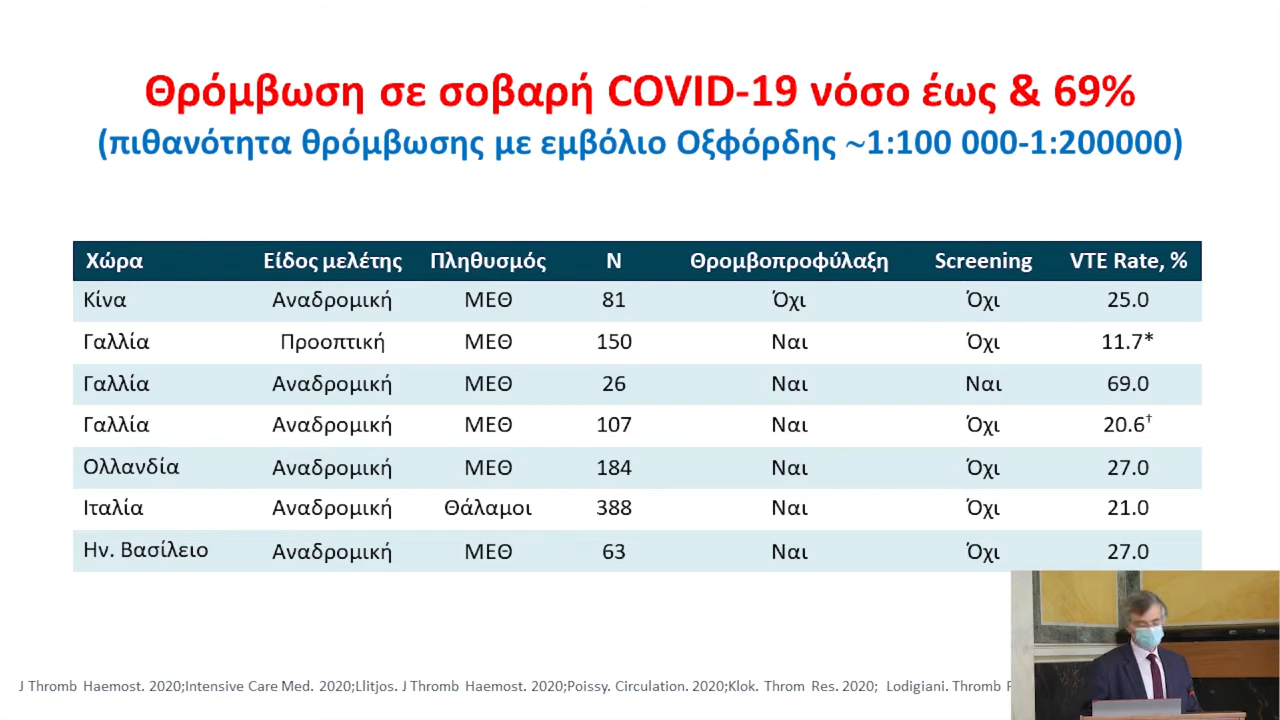 Θρόμβωση σε σοβαρή COVID-19 νόσο έως & 69%
(πιθανότητα θρόμβωσης με εμβόλιο Οξφόρδης ~1:100 000-1:200000)
Χώρα Είδος μελέτης Πληθυσμός N Θρομβοπροφύλαξη Screening VTE Rate, %
Κίνα Αναδρομική ΜΕΘ 81 Όχι Όχι 25.0
Γαλλία Προοπτική ΜΕΘ 150 Ναι Όχι 11.7*
Γαλλία Αναδρομική ΜΕΘ 26 Ναι Ναι 69.0
Γαλλία Αναδρομική ΜΕΘ 107 Ναι Όχι 20.6†
Ολλανδία Αναδρομική ΜΕΘ 184 Ναι Όχι 27.0
Ιταλία Αναδρομική Θάλαμοι 388 Ναι Όχι 21.0
Ην. Βασίλειο Αναδρομική ΜΕΘ 63 Ναι Όχι 27.0
J Thromb Haemost. 2020;Intensive Care Med. 2020;Llitjos. J Thromb Haemost. 2020;Poissy. Circulation. 2020;Klok. Throm Res. 2020; Lodigiani. Thromb